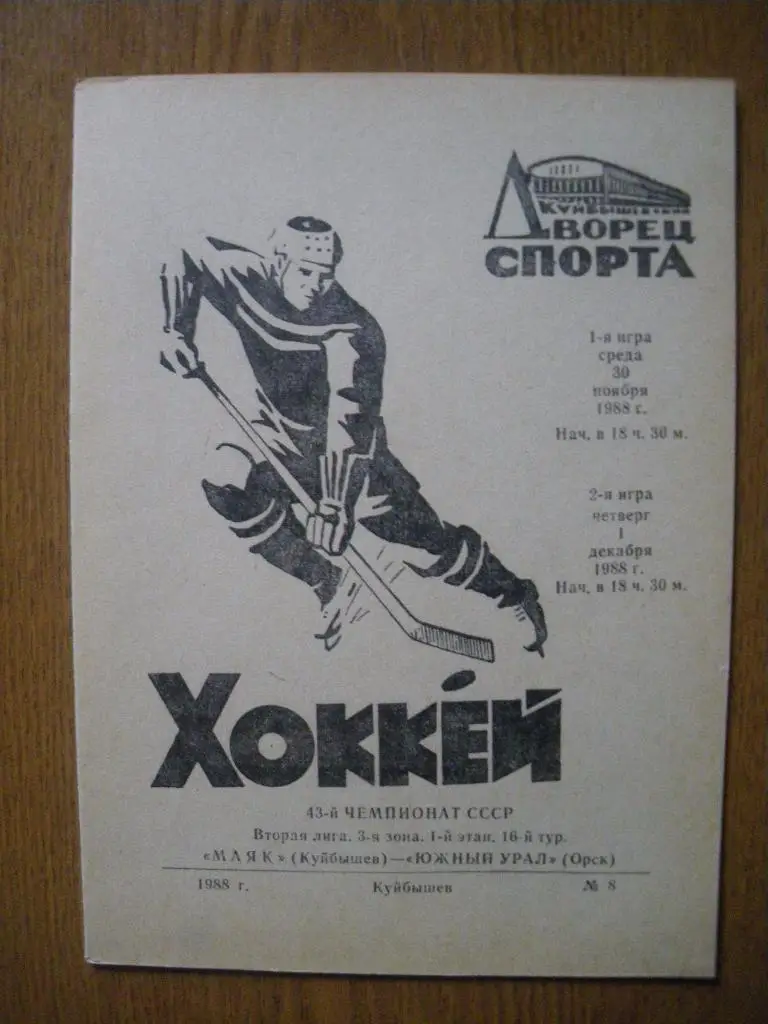 Куйбышевский
Дворец
спорта
1-я игра
среда
30
ноября
1988 г.
Нач. в 18 ч. 30 м.
2-я игра
четверг
1
декабря
1988 г.
Нач. в 18 ч. 30 м.
Хоккей
43-й ЧЕМПИОНАТ СССР
Вторая лига. 3-я зона. 1-й этап. 16-й тур.
«МАЯК» (Куйбышев)—«ЮЖНЫЙ УРАЛ» (Орск)
1988 г. Куйбышев № 8